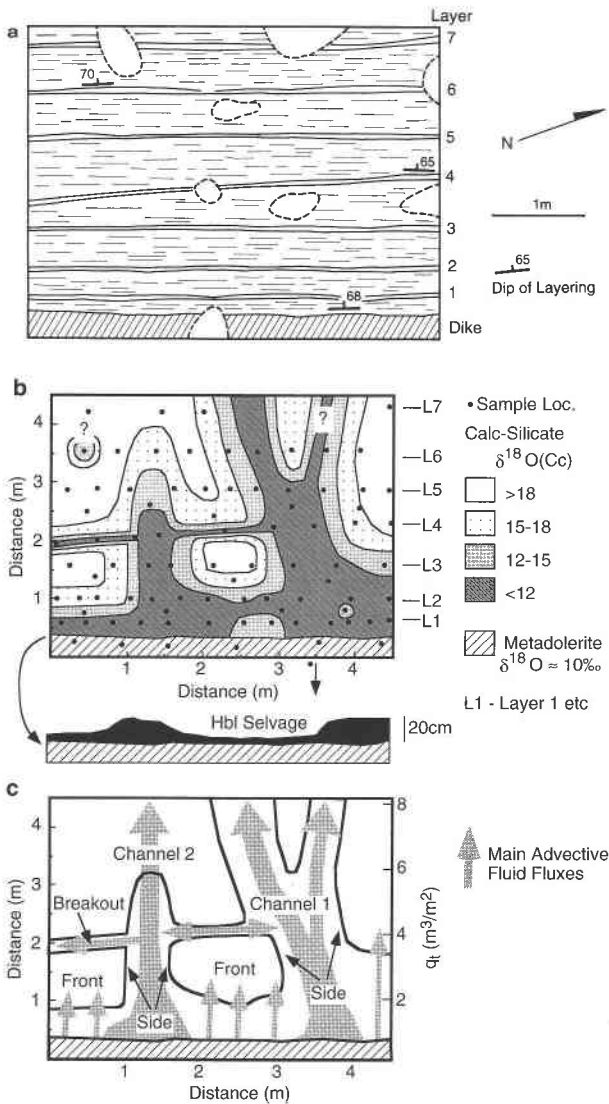 a
Layer
7
70
6
5
65
4
3
2
1
68
Dike
N
1m
65
Dip of Layering
b
?
?
4
3
2
1
Distance (m)
L7
L6
L5
L4
L3
L2
L1
1
2
3
4
Distance (m)
• Sample Loc.
Calc-Silicate
δ18O(Cc)
>18
15-18
12-15
<12
Metadolerite
δ18O ≈ 10‰
L1 - Layer 1 etc
Hbl Selvage
20cm
c
4
3
2
1
Distance (m)
Channel 2
Breakout
Channel 1
Front
Front
Side
Side
8
6
4
2
qt (m3/m2)
1
2
3
4
Distance (m)
Main Advective
Fluid Fluxes